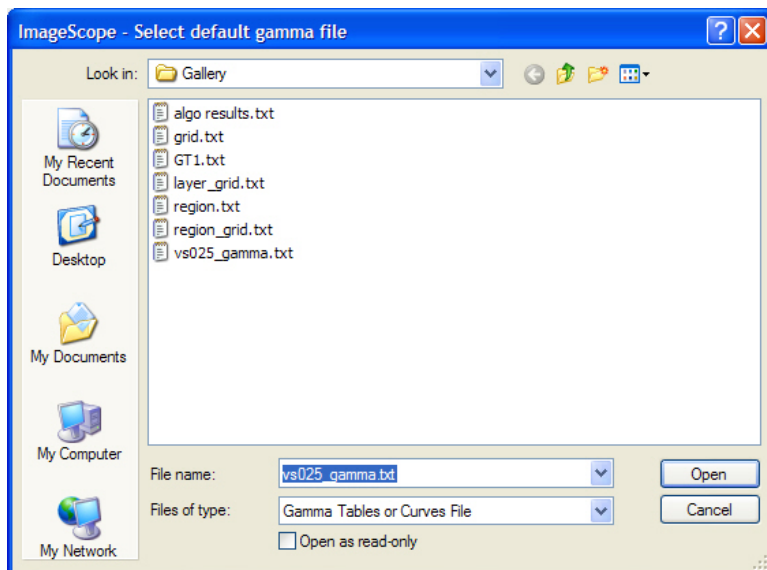 ImageScope - Select default gamma file
Look in:
Gallery
My Recent
Documents
Desktop
My Documents
My Computer
My Network
algo results.txt
grid.txt
GT1.txt
layer_grid.txt
region.txt
region_grid.txt
vs025_gamma.txt
File name:
vs025_gamma.txt
Open
Files of type:
Gamma Tables or Curves File
Cancel
Open as read-only